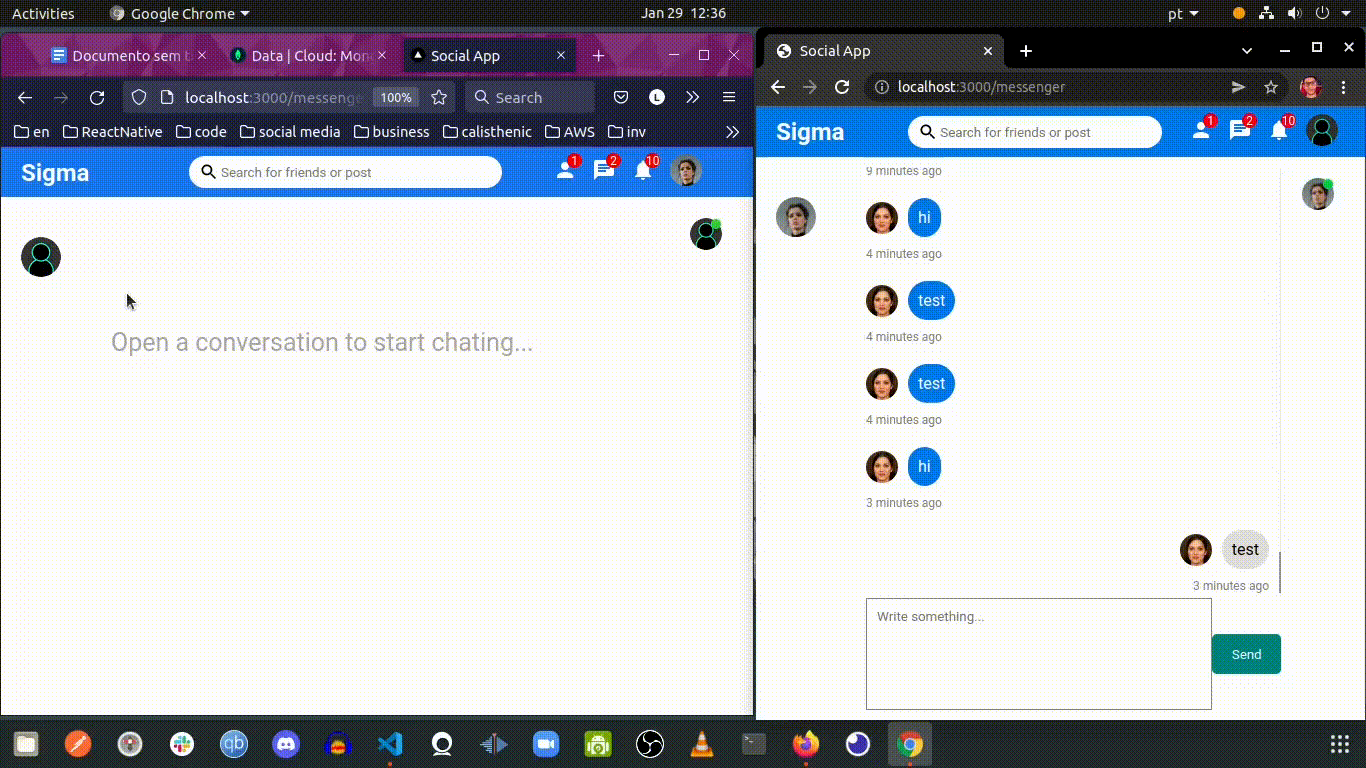 Activities
Google Chrome
Jan 29 12:36
pt
Documento sem t
Data | Cloud: Mon
Social App
localhost:3000/messenge
100%
Search
L
en
ReactNative
code
social media
business
calisthenic
AWS
inv
Sigma
Search for friends or post
1
2
10
Open a conversation to start chating...
Social App
localhost:3000/messenger
Sigma
Search for friends or post
1
2
10
9 minutes ago
hi
4 minutes ago
test
4 minutes ago
test
4 minutes ago
hi
3 minutes ago
test
3 minutes ago
Write something...
Send
qb